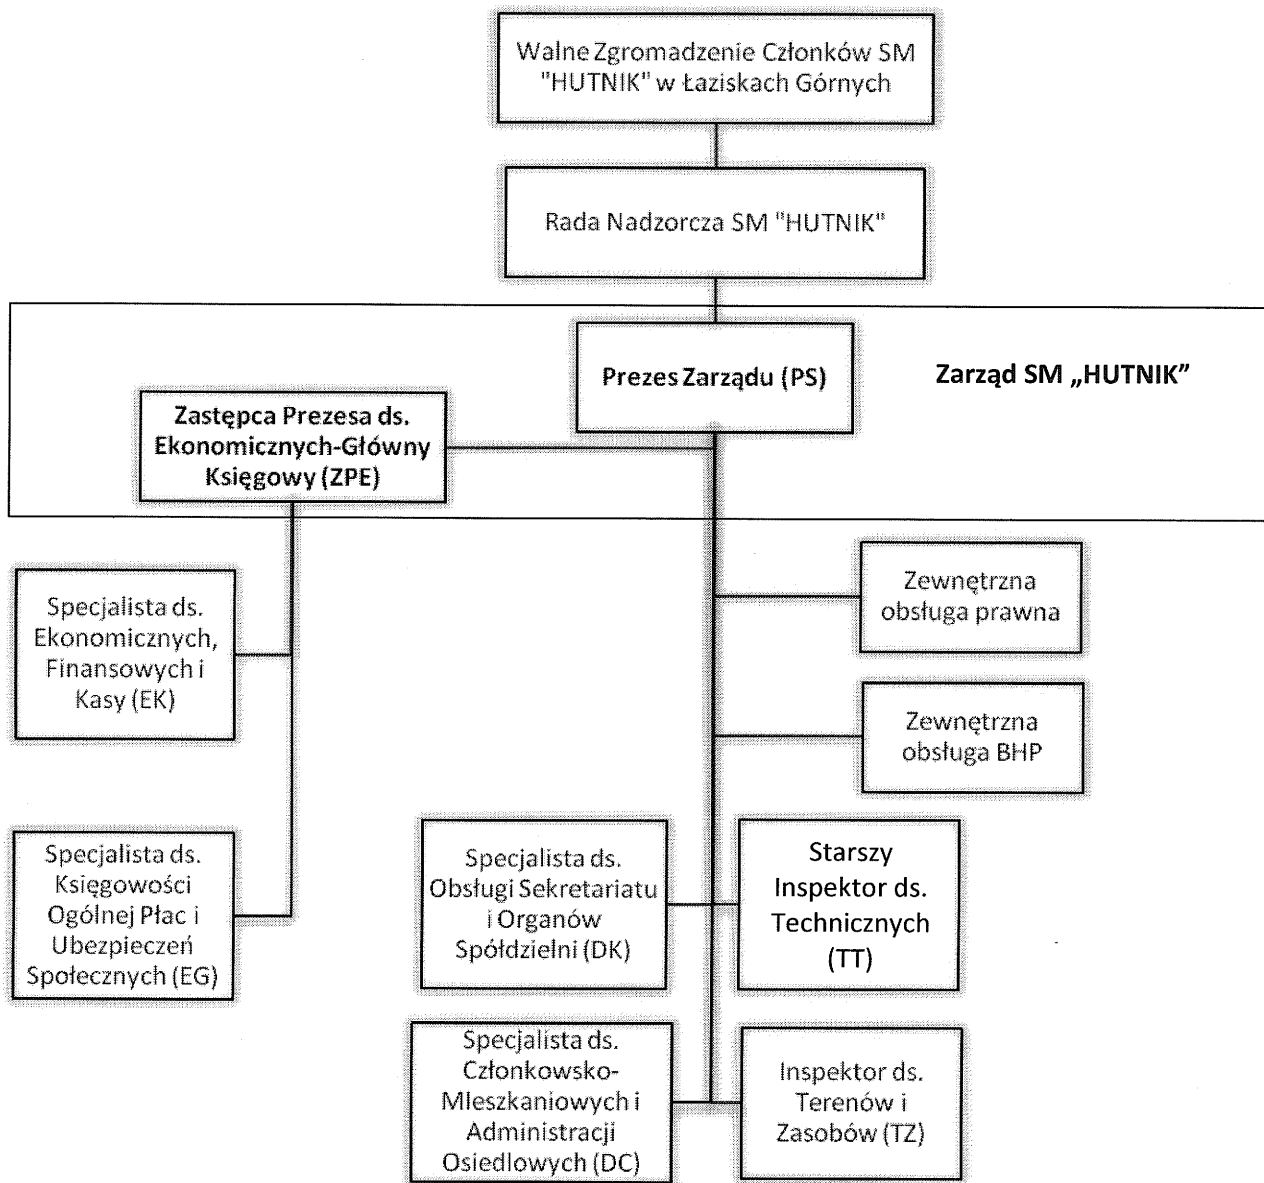 Walne Zgromadzenie Członków SM
"HUTNIK" w Łaziskach Górnych
Rada Nadzorcza SM "HUTNIK"
Prezes Zarządu (PS)
Zarząd SM „HUTNIK”
Zastępca Prezesa ds.
Ekonomicznych-Główny
Księgowy (ZPE)
Zewnętrzna
obsługa prawna
Specjalista ds.
Ekonomicznych,
Finansowych i
Kasy (EK)
Zewnętrzna
obsługa BHP
Specjalista ds.
Księgowości
Ogólnej Płac i
Ubezpieczeń
Społecznych (EG)
Specjalista ds.
Obsługi Sekretariatu
i Organów
Spółdzielni (DK)
Starszy
Inspektor ds.
Technicznych
(TT)
Specjalista ds.
Członkowsko-
MIeszkaniowych i
Administracji
Osiedlowych (DC)
Inspektor ds.
Terenów i
Zasobów (TZ)